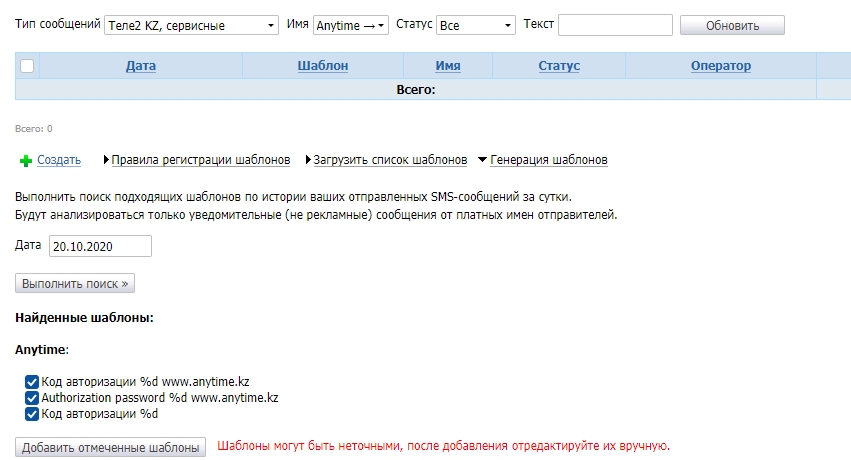 Тип сообщений Теле2 KZ, сервисные Имя Anytime → Статус Все Текст Обновить
Дата Шаблон Имя Статус Оператор
Всего:
Всего: 0
Создать Правила регистрации шаблонов Загрузить список шаблонов Генерация шаблонов
Выполнить поиск подходящих шаблонов по истории ваших отправленных SMS-сообщений за сутки.
Будут анализироваться только уведомительные (не рекламные) сообщения от платных имен отправителей.
Дата 20.10.2020
Выполнить поиск »
Найденные шаблоны:
Anytime:
Код авторизации %d www.anytime.kz
Authorization password %d www.anytime.kz
Код авторизации %d
Добавить отмеченные шаблоны Шаблоны могут быть неточными, после добавления отредактируйте их вручную.